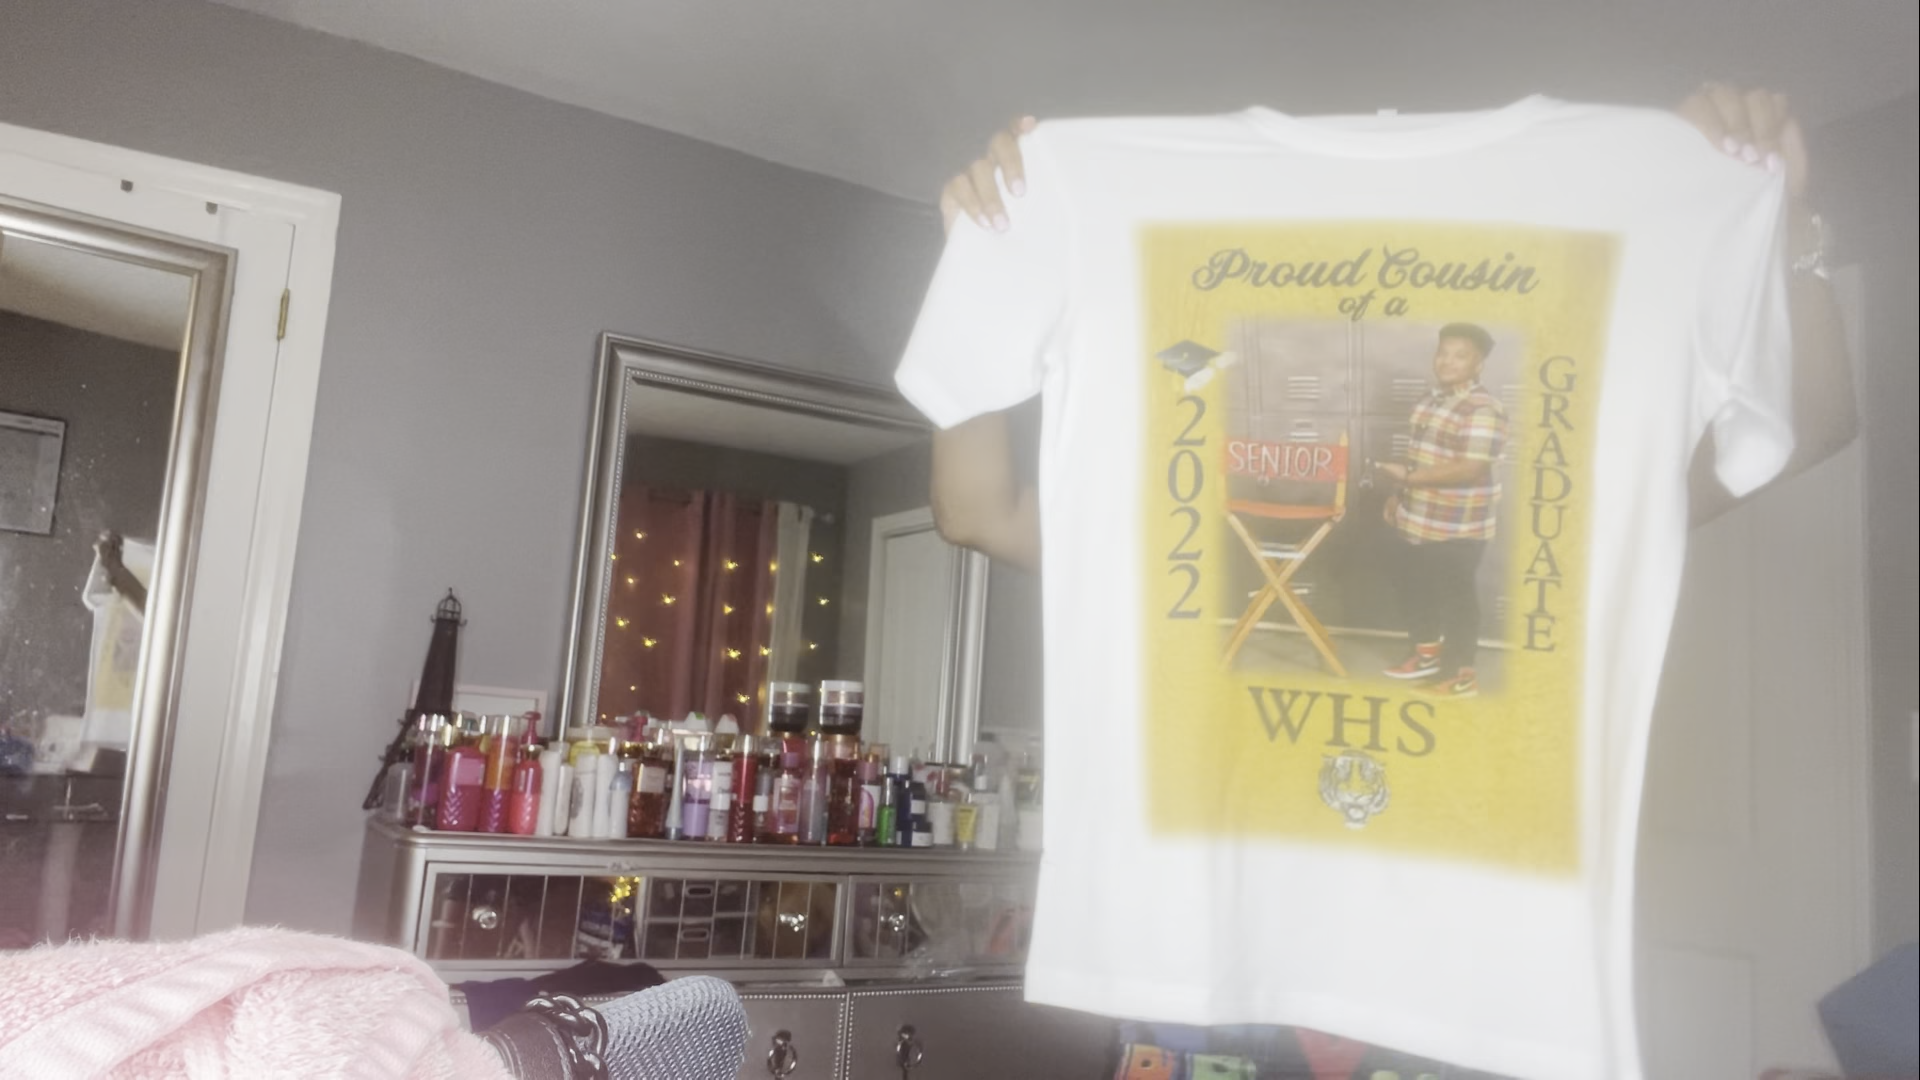 Proud Cousin
of a
2022
SENIOR
GRADUATE
WHS